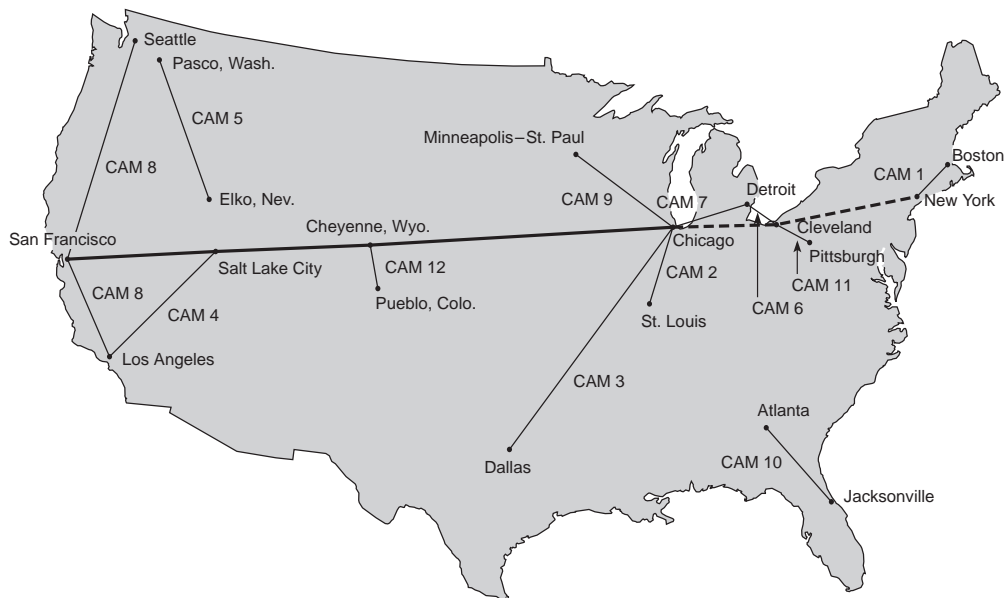 Seattle
Pasco, Wash.
CAM 5
Minneapolis–St. Paul
Boston
CAM 8
CAM 1
Detroit
Elko, Nev.
CAM 9
CAM 7
New York
Cheyenne, Wyo.
Cleveland
San Francisco
Chicago
Pittsburgh
Salt Lake City
CAM 12
CAM 2
CAM 11
CAM 8
Pueblo, Colo.
CAM 4
St. Louis
CAM 6
Los Angeles
CAM 3
Atlanta
Dallas
CAM 10
Jacksonville